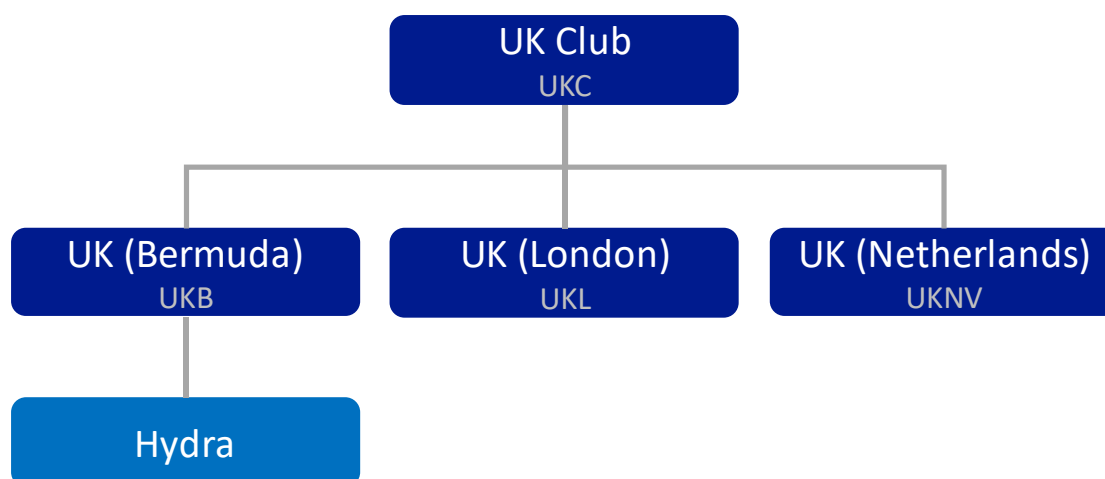 UK Club
UKC
UK (Bermuda)
UKB
UK (London)
UKL
UK (Netherlands)
UKNV
Hydra